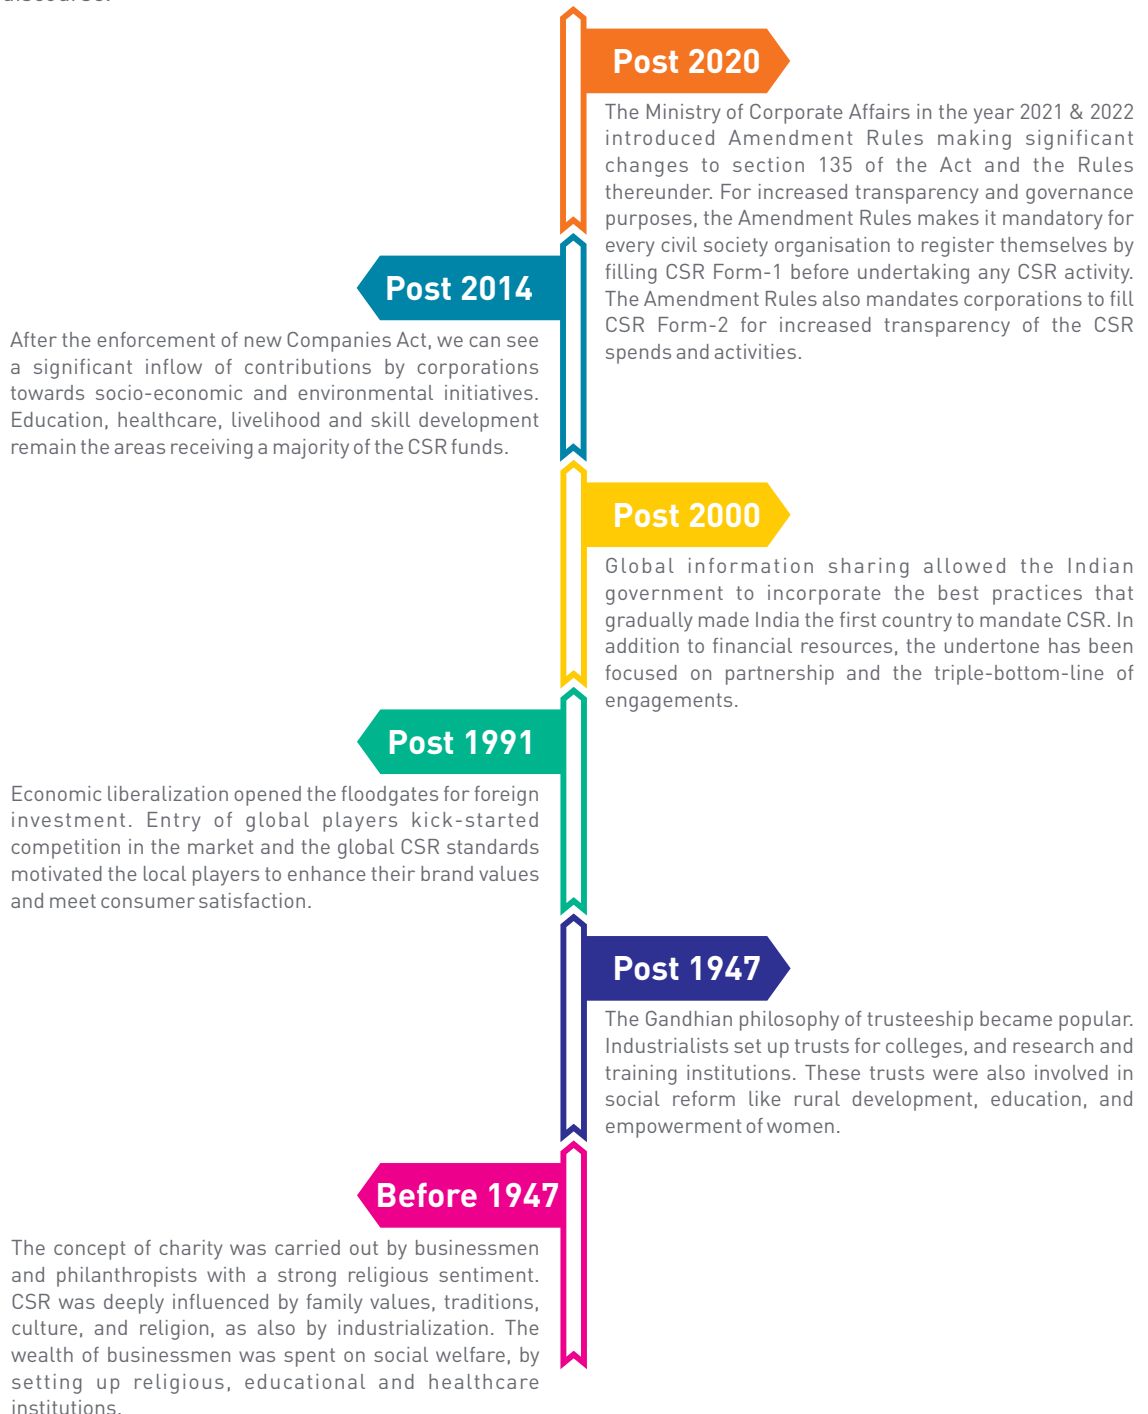 discourse.
Post 2020
The Ministry of Corporate Affairs in the year 2021 & 2022
introduced Amendment Rules making significant
changes to section 135 of the Act and the Rules
thereunder. For increased transparency and governance
purposes, the Amendment Rules makes it mandatory for
every civil society organisation to register themselves by
filling CSR Form-1 before undertaking any CSR activity.
The Amendment Rules also mandates corporations to fill
CSR Form-2 for increased transparency of the CSR
spends and activities.
Post 2014
After the enforcement of new Companies Act, we can see
a significant inflow of contributions by corporations
towards socio-economic and environmental initiatives.
Education, healthcare, livelihood and skill development
remain the areas receiving a majority of the CSR funds.
Post 2000
Global information sharing allowed the Indian
government to incorporate the best practices that
gradually made India the first country to mandate CSR. In
addition to financial resources, the undertone has been
focused on partnership and the triple-bottom-line of
engagements.
Post 1991
Economic liberalization opened the floodgates for foreign
investment. Entry of global players kick-started
competition in the market and the global CSR standards
motivated the local players to enhance their brand values
and meet consumer satisfaction.
Post 1947
The Gandhian philosophy of trusteeship became popular.
Industrialists set up trusts for colleges, and research and
training institutions. These trusts were also involved in
social reform like rural development, education, and
empowerment of women.
Before 1947
The concept of charity was carried out by businessmen
and philanthropists with a strong religious sentiment.
CSR was deeply influenced by family values, traditions,
culture, and religion, as also by industrialization. The
wealth of businessmen was spent on social welfare, by
setting up religious, educational and healthcare
institutions.